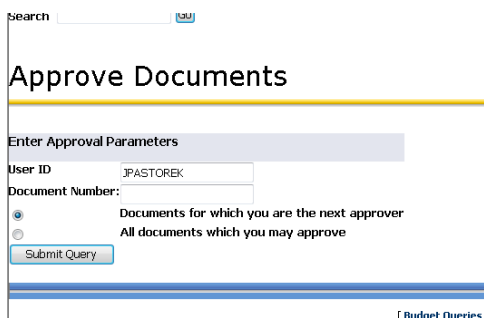 Search Go
Approve Documents
Enter Approval Parameters
User ID JPASTOREK
Document Number:
Documents for which you are the next approver
All documents which you may approve
Submit Query
[ Budget Queries